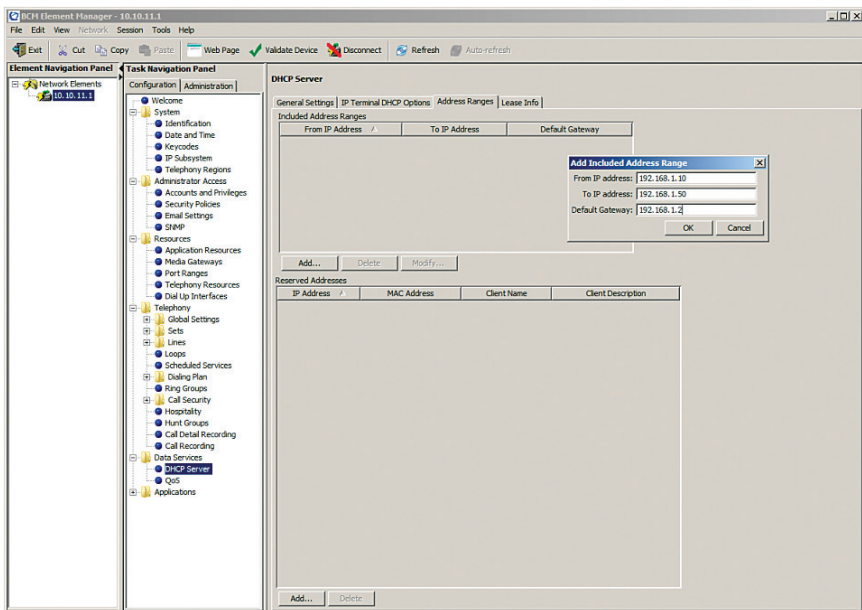 BCM Element Manager - 10.10.11.1
File Edit View Network Session Tools Help
Exit Cut Copy Paste Web Page Validate Device Disconnect Refresh Auto-refresh
Element Navigation Panel
Network Elements
10.10.11.1
Task Navigation Panel
Configuration Administration
Welcome
System
Identification
Date and Time
Keycodes
IP Subsystem
Telephony Regions
Administrator Access
Accounts and Privileges
Security Policies
Email Settings
SNMP
Resources
Application Resources
Media Gateways
Port Ranges
Telephony Resources
Dial Up Interfaces
Telephony
Global Settings
Sets
Lines
Loops
Scheduled Services
Dialing Plan
Ring Groups
Call Security
Hospitality
Hunt Groups
Call Detail Recording
Call Recording
Data Services
DHCP Server
QoS
Applications
DHCP Server
General Settings IP Terminal DHCP Options Address Ranges Lease Info
Included Address Ranges
From IP Address To IP Address Default Gateway
Add... Delete Modify...
Reserved Addresses
IP Address MAC Address Client Name Client Description
Add... Delete
Add Included Address Range
From IP address: 192.168.1.10
To IP address: 192.168.1.50
Default Gateway: 192.168.1.2
OK Cancel